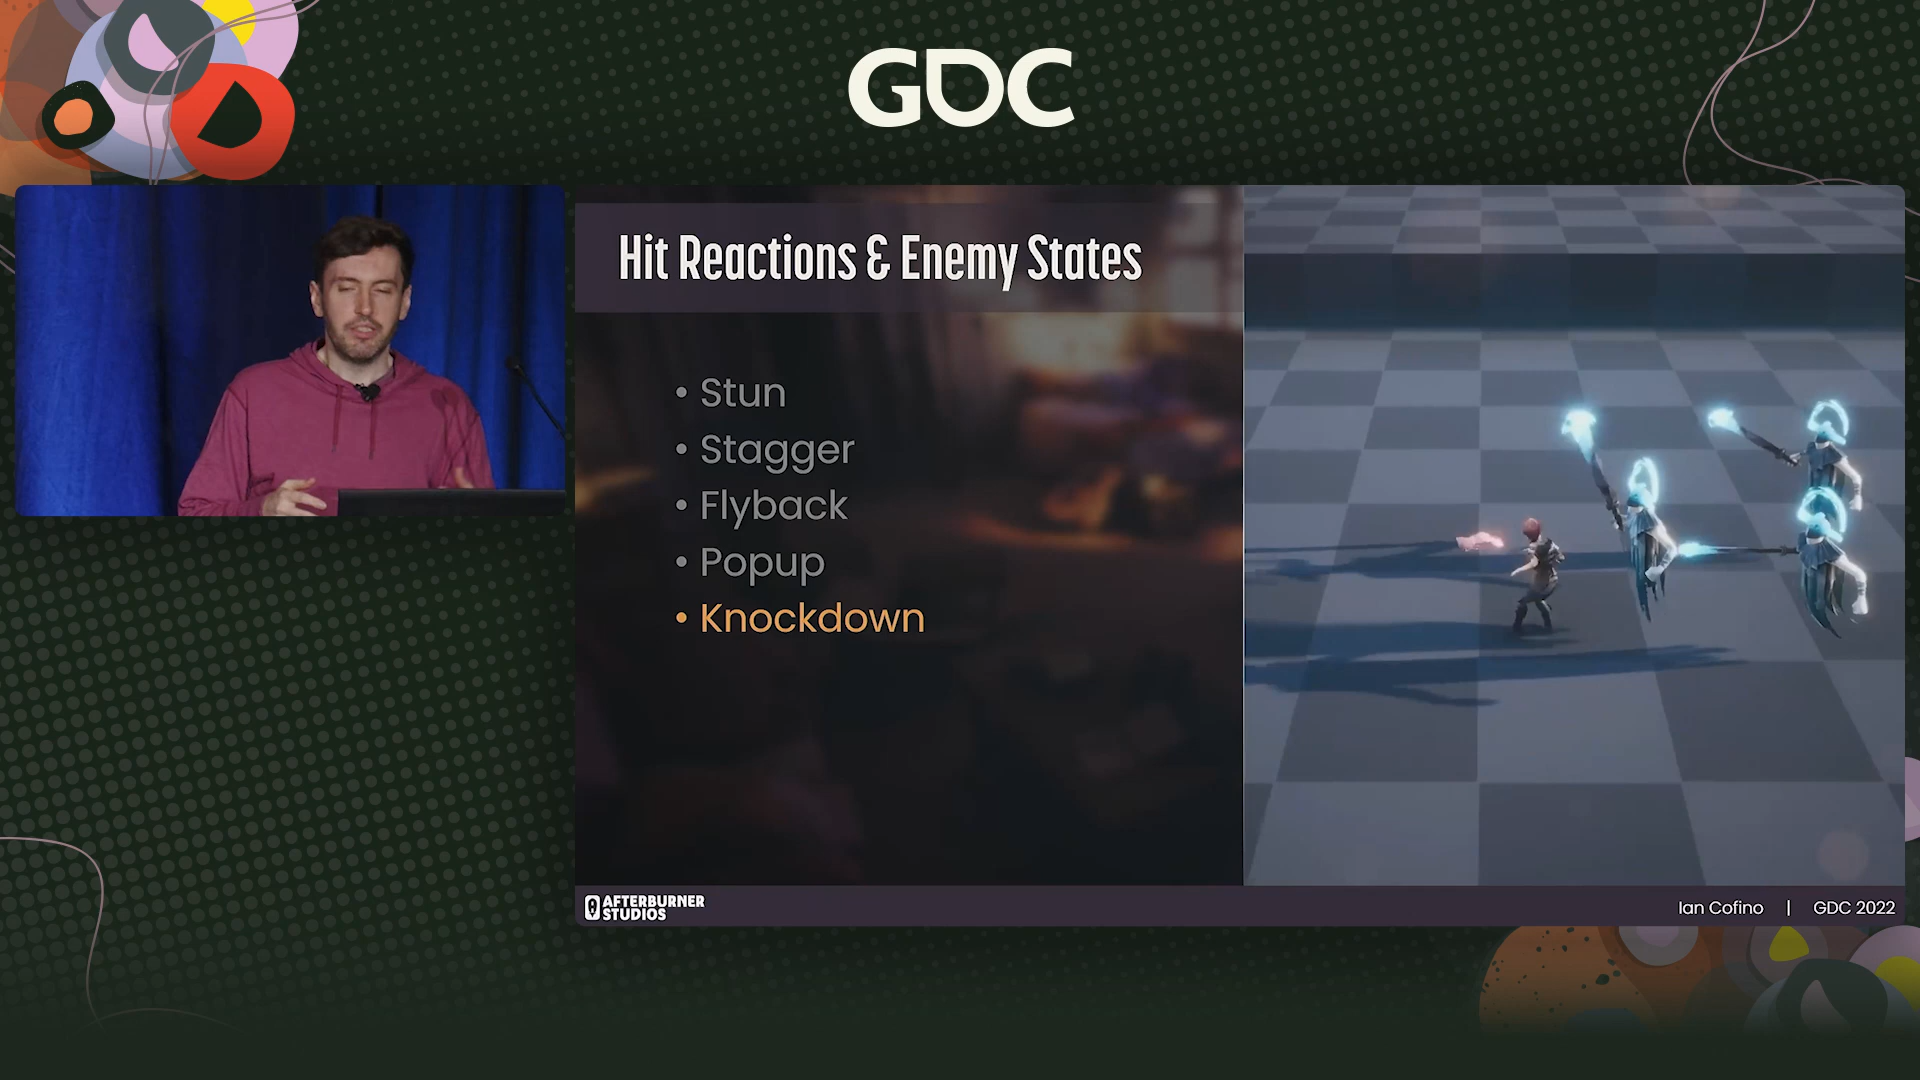 GDC
Hit Reactions & Enemy States
• Stun
• Stagger
• Flyback
• Popup
• Knockdown
AFTERBURNER
STUDIOS
Ian Cofino | GDC 2022